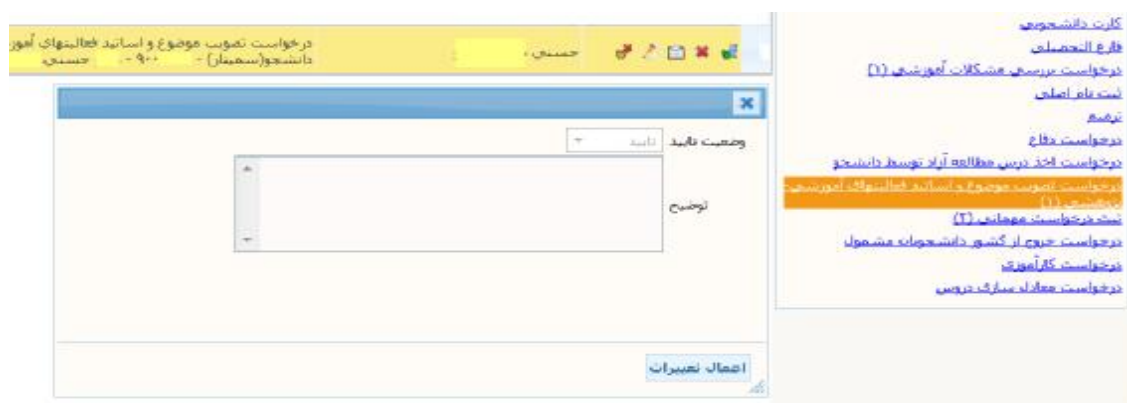 کارت دانشجویی
فارغ التحصیلی
درخواست بررسی مشکلات آموزشی (۱)
ثبت نام اصلی
ترمیم
درخواست دفاع
درخواست اخذ درس مطالعه آزاد توسط دانشجو
درخواست تصویب موضوع و اساتید فعالیتهای آموزشی-
پژوهشی (۱)
ثبت درخواست مهمانی (۲)
درخواست خروج از کشور دانشجویان مشمول
درخواست کارآموزی
درخواست معادل سازی دروس
حسینی
درخواست تصویب موضوع و اساتید فعالیتهای آموز
دانشجو(سمینار) - ۹۰۰ - حسینی
وضعیت تایید تایید
توضیح
اعمال تغییرات